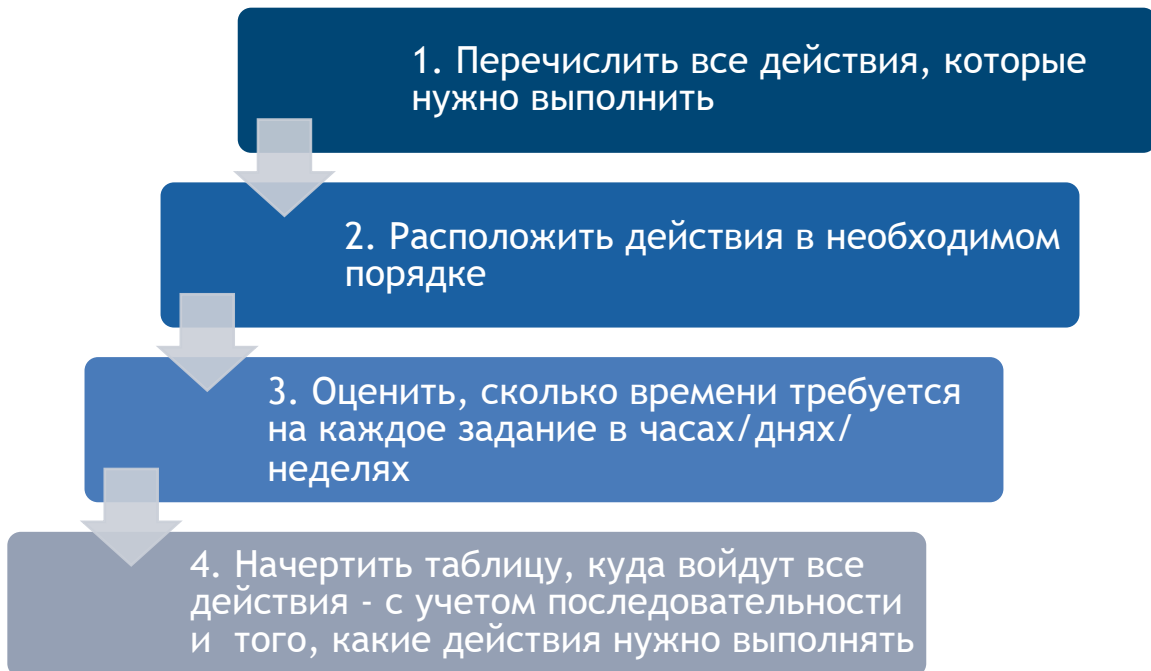 1. Перечислить все действия, которые
нужно выполнить
2. Расположить действия в необходимом
порядке
3. Оценить, сколько времени требуется
на каждое задание в часах/днях/
неделях
4. Начертить таблицу, куда войдут все
действия - с учетом последовательности
и того, какие действия нужно выполнять